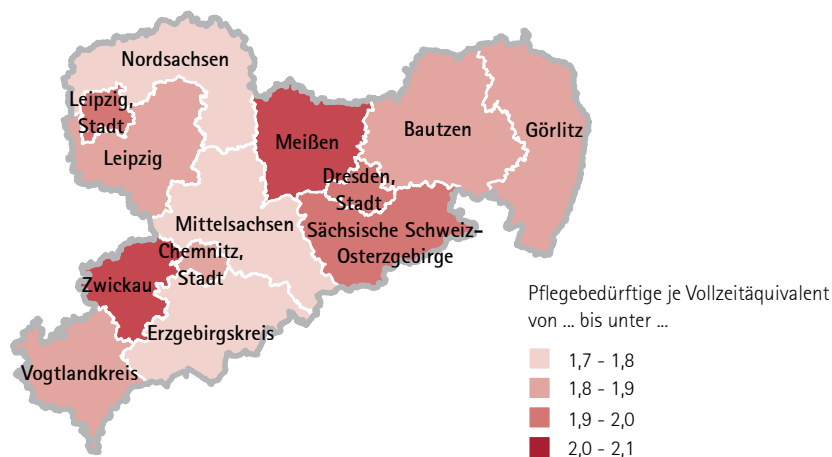 Nordsachsen
Leipzig,
Stadt
Leipzig
Meißen
Bautzen
Görlitz
Dresden,
Stadt
Mittelsachsen
Sächsische Schweiz-
Osterzgebirge
Chemnitz,
Stadt
Zwickau
Erzgebirgskreis
Vogtlandkreis
Pflegebedürftige je Vollzeitäquivalent
von ... bis unter ...
1,7 - 1,8
1,8 - 1,9
1,9 - 2,0
2,0 - 2,1